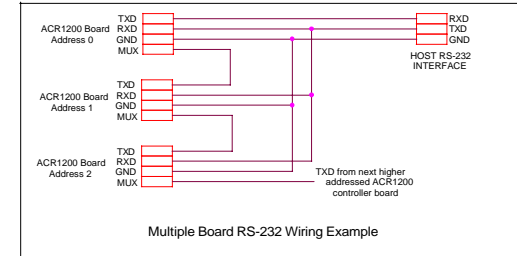 TXD
RXD
GND
MUX
ACR1200 Board
Address 0
RXD
TXD
GND
HOST RS-232
INTERFACE
TXD
RXD
GND
MUX
ACR1200 Board
Address 1
TXD
RXD
GND
MUX
ACR1200 Board
Address 2
TXD from next higher
addressed ACR1200
controller board
Multiple Board RS-232 Wiring Example